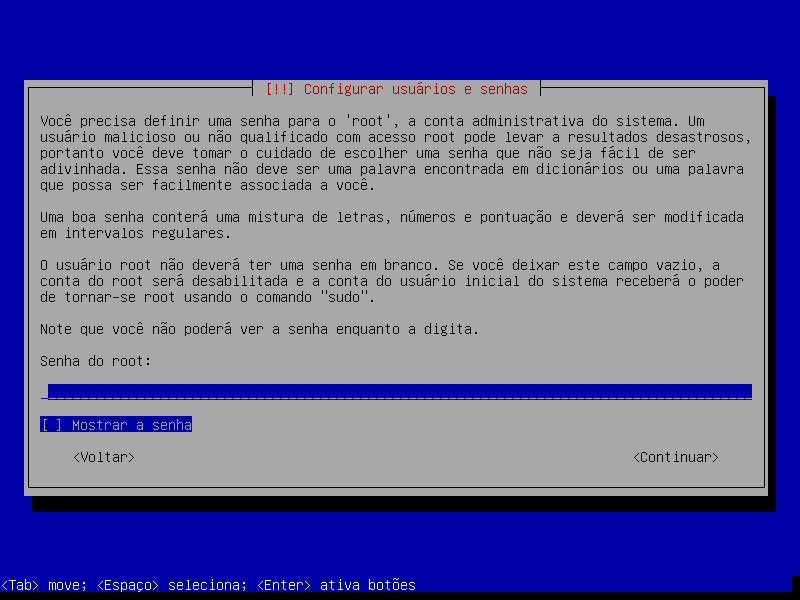 [!!] Configurar usuários e senhas
Você precisa definir uma senha para o 'root', a conta administrativa do sistema. Um
usuário malicioso ou não qualificado com acesso root pode levar a resultados desastrosos,
portanto você deve tomar o cuidado de escolher uma senha que não seja fácil de ser
adivinhada. Essa senha não deve ser uma palavra encontrada em dicionários ou uma palavra
que possa ser facilmente associada a você.
Uma boa senha conterá uma mistura de letras, números e pontuação e deverá ser modificada
em intervalos regulares.
O usuário root não deverá ter uma senha em branco. Se você deixar este campo vazio, a
conta do root será desabilitada e a conta do usuário inicial do sistema receberá o poder
de tornar-se root usando o comando "sudo".
Note que você não poderá ver a senha enquanto a digita.
Senha do root:
[ ] Mostrar a senha
<Voltar> <Continuar>
<Tab> move; <Espaço> seleciona; <Enter> ativa botões